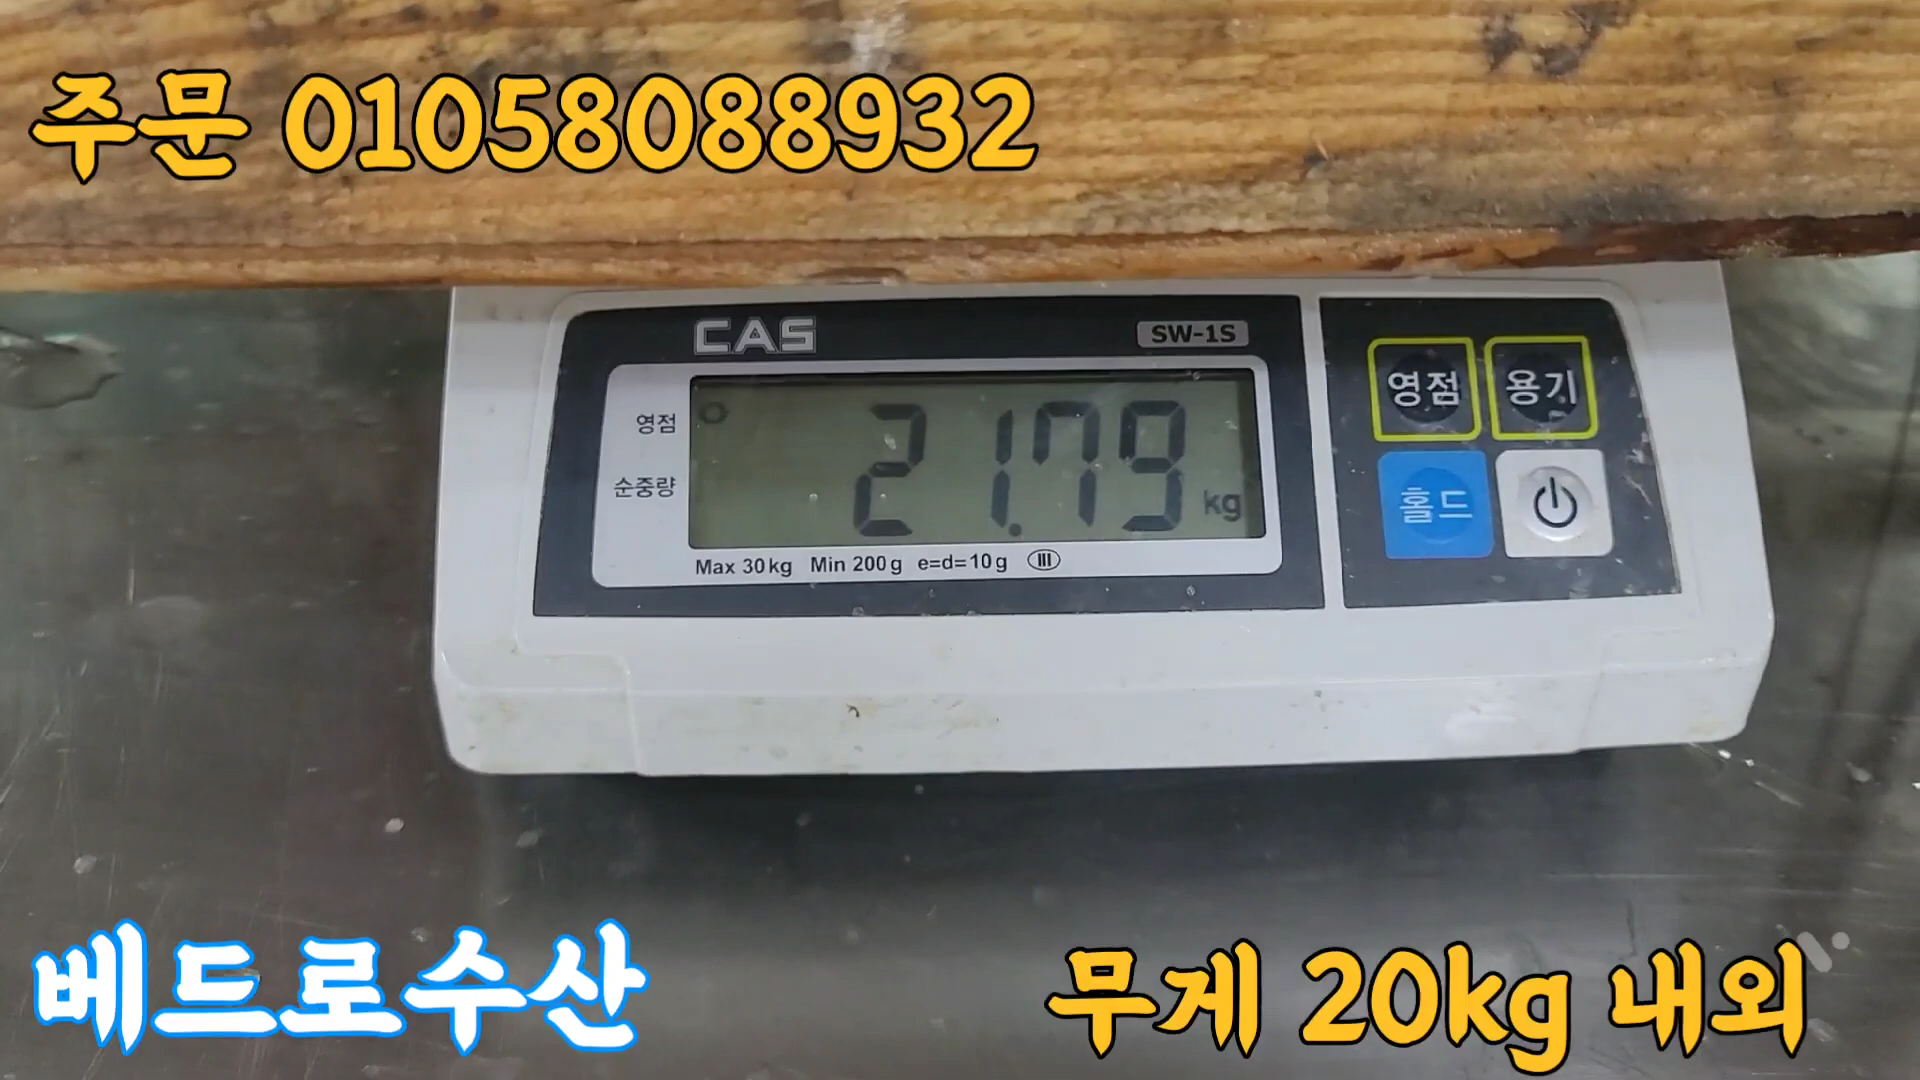 주문 01058088932
CAS
SW-1S
영점
순중량
21.79 kg
Max 30kg Min 200g e=d=10g III
영점
용기
홀드
베드로수산
무게 20kg 내외